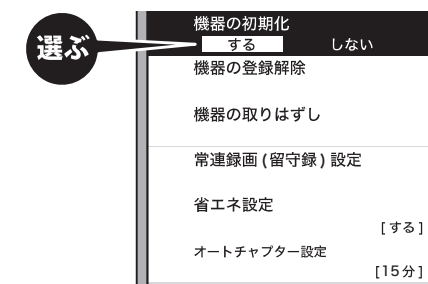 選ぶ
機器の初期化
する しない
機器の登録解除
機器の取りはずし
常連録画(留守録)設定
省エネ設定
[する]
オートチャプター設定
[15分]